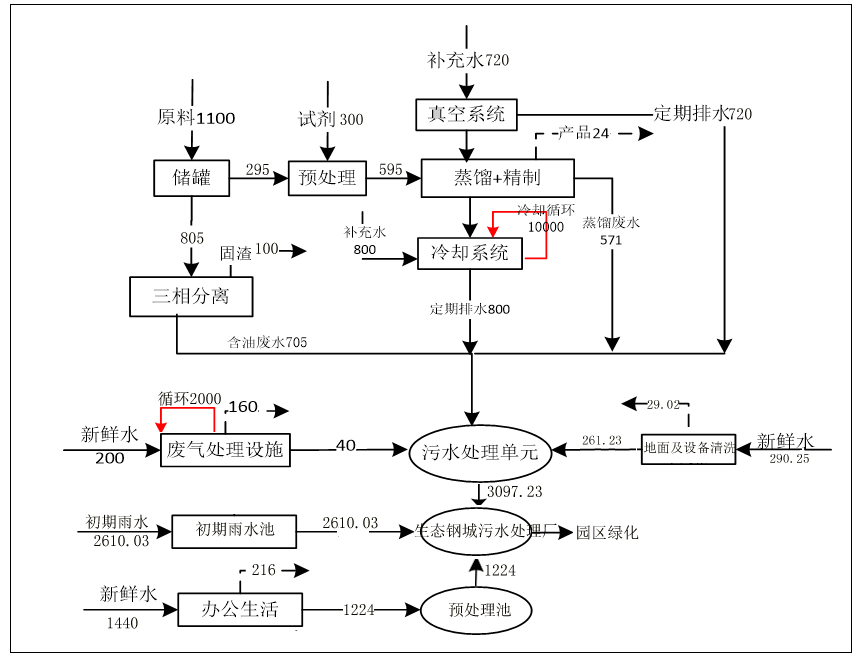 补充水720
原料1100
试剂 300
真空系统
定期排水720
产品24
储罐
295
预处理
595
蒸馏+精制
冷却循环
10000
蒸馏废水
571
805
固渣 100
补充水
800
冷却系统
三相分离
定期排水800
含油废水705
循环2000
160
29.02
新鲜水
200
废气处理设施
40
污水处理单元
261.23
地面及设备清洗
新鲜水
290.25
3097.23
初期雨水
2610.03
初期雨水池
2610.03
生态钢城污水处理厂
园区绿化
216
1224
新鲜水
1440
办公生活
1224
预处理池